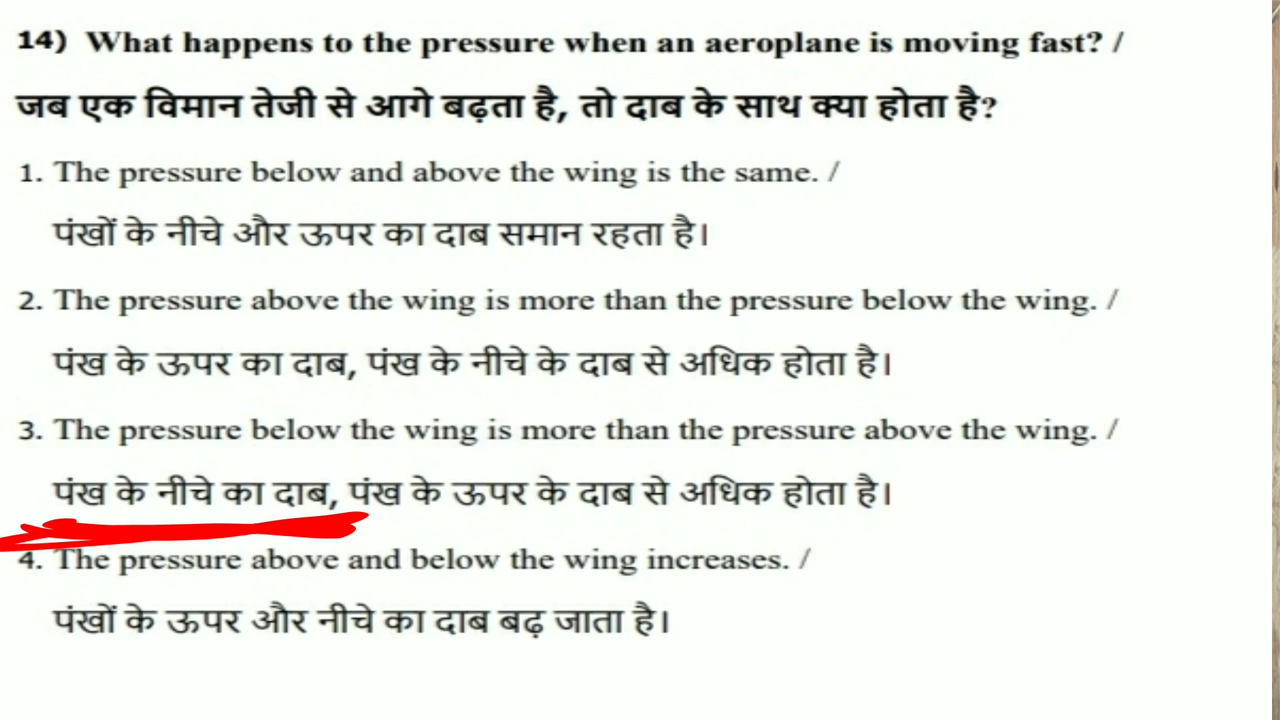 14) What happens to the pressure when an aeroplane is moving fast? /
जब एक विमान तेजी से आगे बढ़ता है, तो दाब के साथ क्या होता है?
1. The pressure below and above the wing is the same. /
पंखों के नीचे और ऊपर का दाब समान रहता है।
2. The pressure above the wing is more than the pressure below the wing. /
पंख के ऊपर का दाब, पंख के नीचे के दाब से अधिक होता है।
3. The pressure below the wing is more than the pressure above the wing. /
पंख के नीचे का दाब, पंख के ऊपर के दाब से अधिक होता है।
4. The pressure above and below the wing increases. /
पंखों के ऊपर और नीचे का दाब बढ़ जाता है।